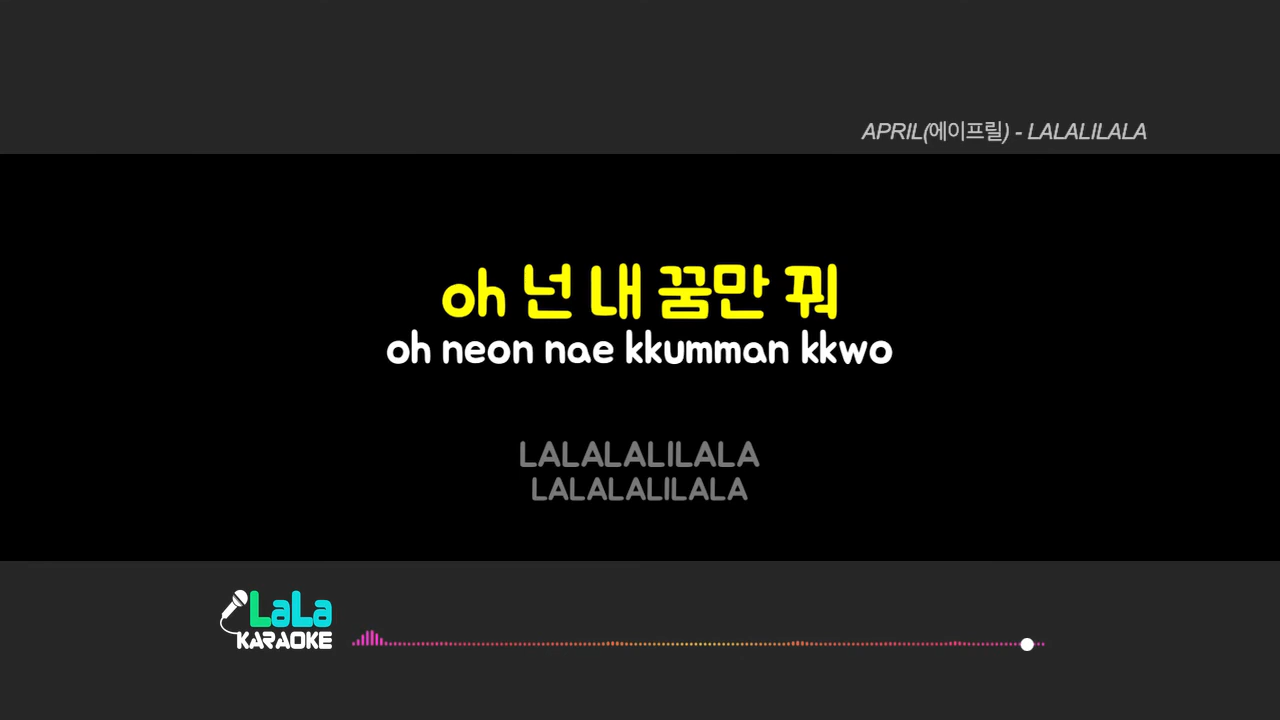 APRIL(에이프릴) - LALALILALA
oh 넌 내 꿈만 꿔
oh neon nae kkumman kkwo
LALALALILALA
LALALALILALA
LaLa
KARAOKE